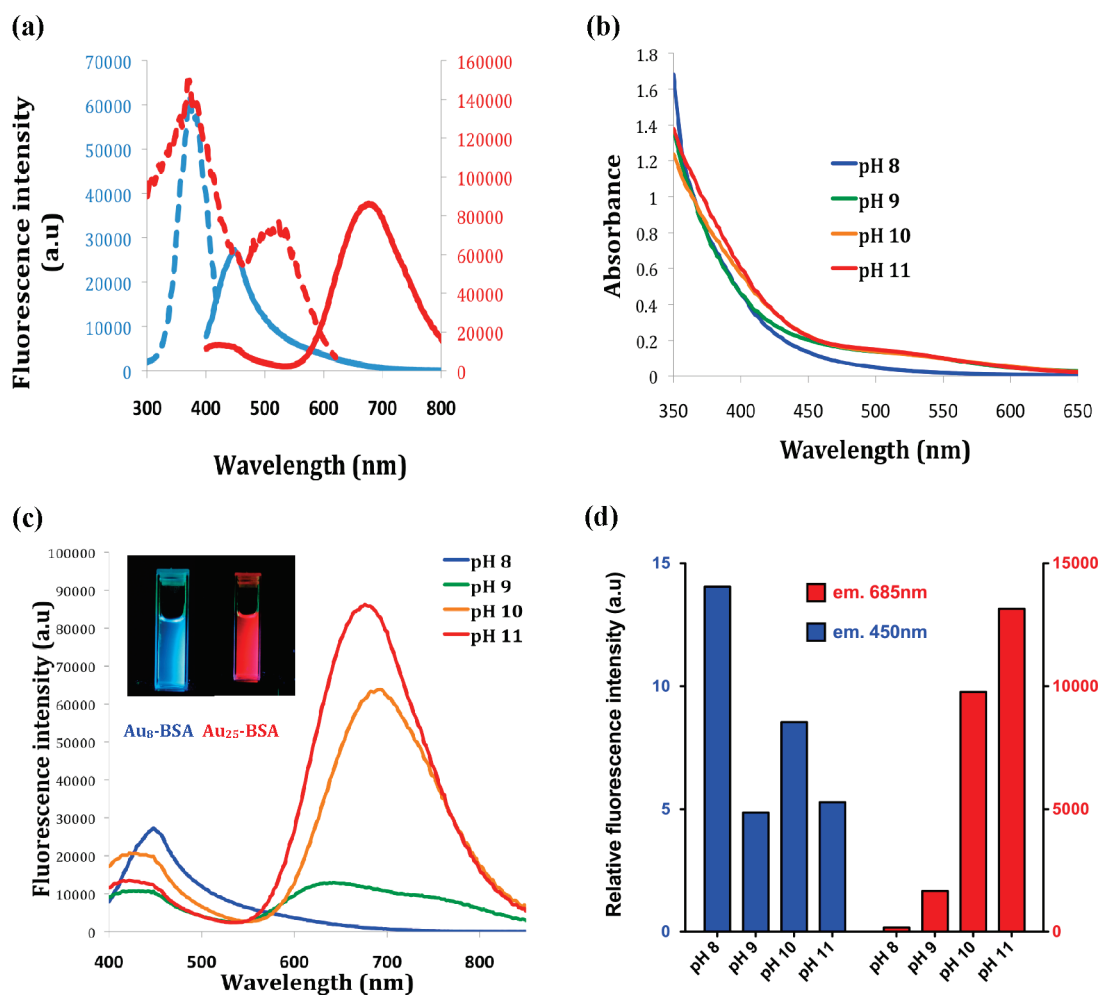 (a)
70000
60000
50000
40000
30000
20000
10000
0
160000
140000
120000
100000
80000
60000
40000
20000
0
300 400 500 600 700 800
Fluorescence intensity
(a.u)
Wavelength (nm)
(b)
1.8
1.6
1.4
1.2
1
0.8
0.6
0.4
0.2
0
350 400 450 500 550 600 650
Absorbance
Wavelength (nm)
pH 8
pH 9
pH 10
pH 11
(c)
100000
90000
80000
70000
60000
50000
40000
30000
20000
10000
0
400 500 600 700 800
Fluorescence intensity (a.u)
Wavelength (nm)
pH 8
pH 9
pH 10
pH 11
Au₈-BSA Au₂₅-BSA
(d)
15
10
5
0
15000
10000
5000
0
Relative fluorescence intensity (a.u)
em. 685nm
em. 450nm
pH 8 pH 9 pH 10 pH 11 pH 8 pH 9 pH 10 pH 11